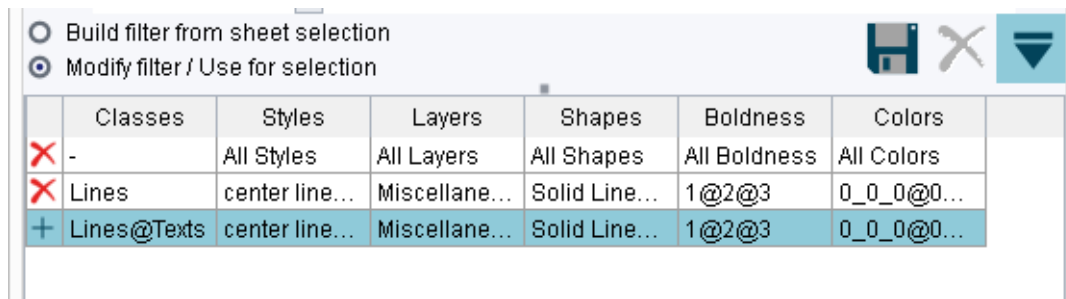 Build filter from sheet selection
Modify filter / Use for selection
Classes Styles Layers Shapes Boldness Colors
- All Styles All Layers All Shapes All Boldness All Colors
Lines center line... Miscellane... Solid Line... 1@2@3 0_0_0@0...
Lines@Texts center line... Miscellane... Solid Line... 1@2@3 0_0_0@0...